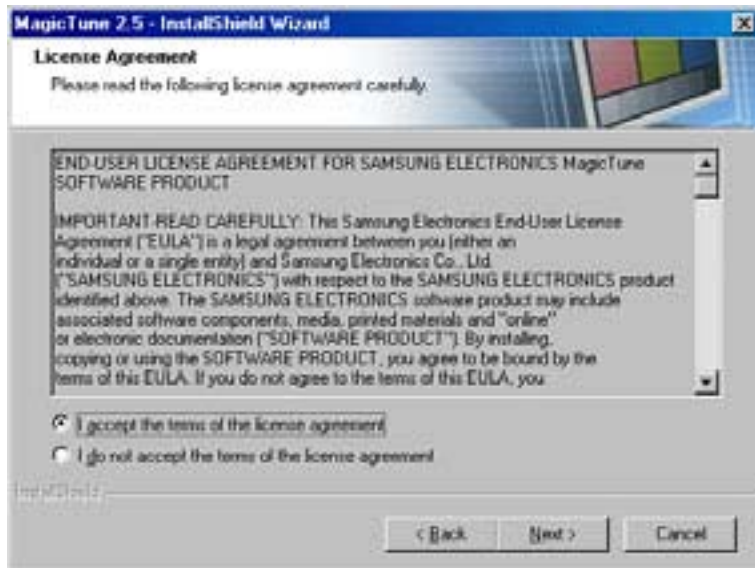 MagicTune 2.5 - InstallShield Wizard
License Agreement
Please read the following license agreement carefully.
END-USER LICENSE AGREEMENT FOR SAMSUNG ELECTRONICS MagicTune
SOFTWARE PRODUCT
IMPORTANT-READ CAREFULLY: This Samsung Electronics End-User License
Agreement ("EULA") is a legal agreement between you (either an
individual or a single entity) and Samsung Electronics Co., Ltd.
("SAMSUNG ELECTRONICS") with respect to the SAMSUNG ELECTRONICS product
identified above. The SAMSUNG ELECTRONICS software product may include
associated software components, media, printed materials and "online"
or electronic documentation ("SOFTWARE PRODUCT"). By installing,
copying or using the SOFTWARE PRODUCT, you agree to be bound by the
terms of this EULA. If you do not agree to the terms of this EULA, you
I accept the terms of the license agreement
I do not accept the terms of the license agreement
InstallShield
< Back
Next >
Cancel